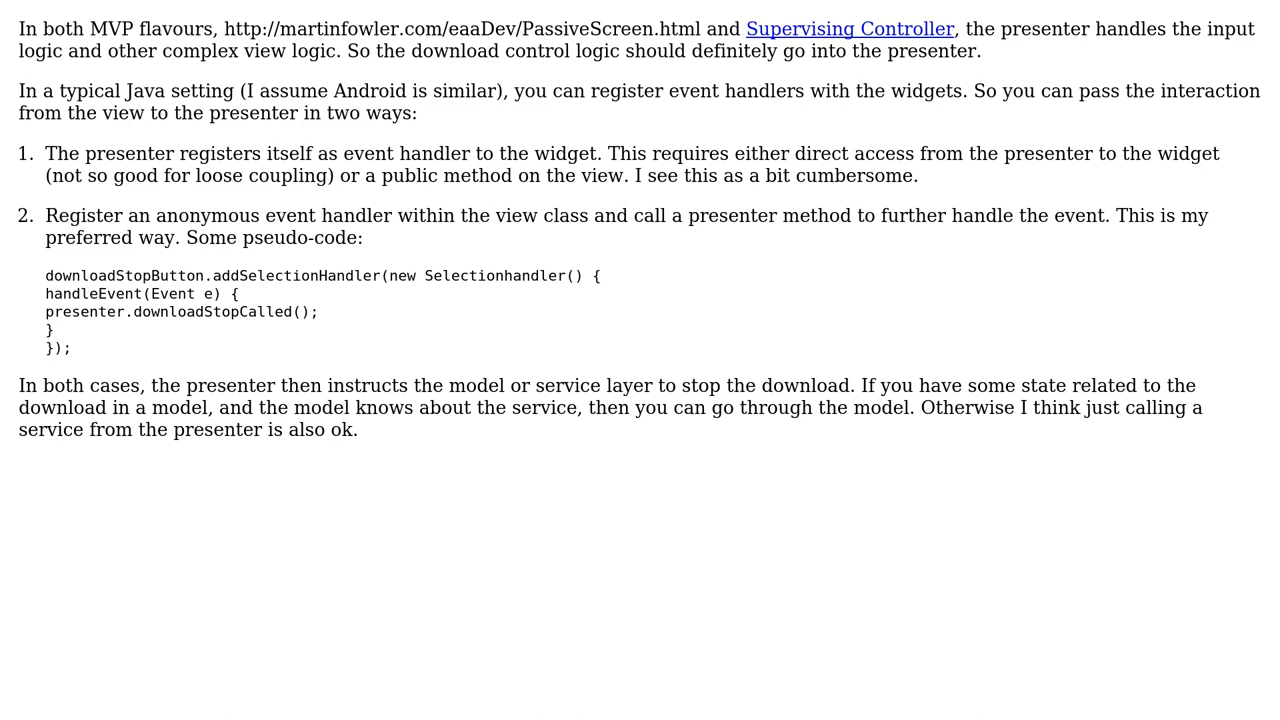 In both MVP flavours, http://martinfowler.com/eaaDev/PassiveScreen.html and Supervising Controller, the presenter handles the input
logic and other complex view logic. So the download control logic should definitely go into the presenter.
In a typical Java setting (I assume Android is similar), you can register event handlers with the widgets. So you can pass the interaction
from the view to the presenter in two ways:
1. The presenter registers itself as event handler to the widget. This requires either direct access from the presenter to the widget
(not so good for loose coupling) or a public method on the view. I see this as a bit cumbersome.
2. Register an anonymous event handler within the view class and call a presenter method to further handle the event. This is my
preferred way. Some pseudo-code:
downloadStopButton.addSelectionHandler(new Selectionhandler() {
handleEvent(Event e) {
presenter.downloadStopCalled();
}
});
In both cases, the presenter then instructs the model or service layer to stop the download. If you have some state related to the
download in a model, and the model knows about the service, then you can go through the model. Otherwise I think just calling a
service from the presenter is also ok.